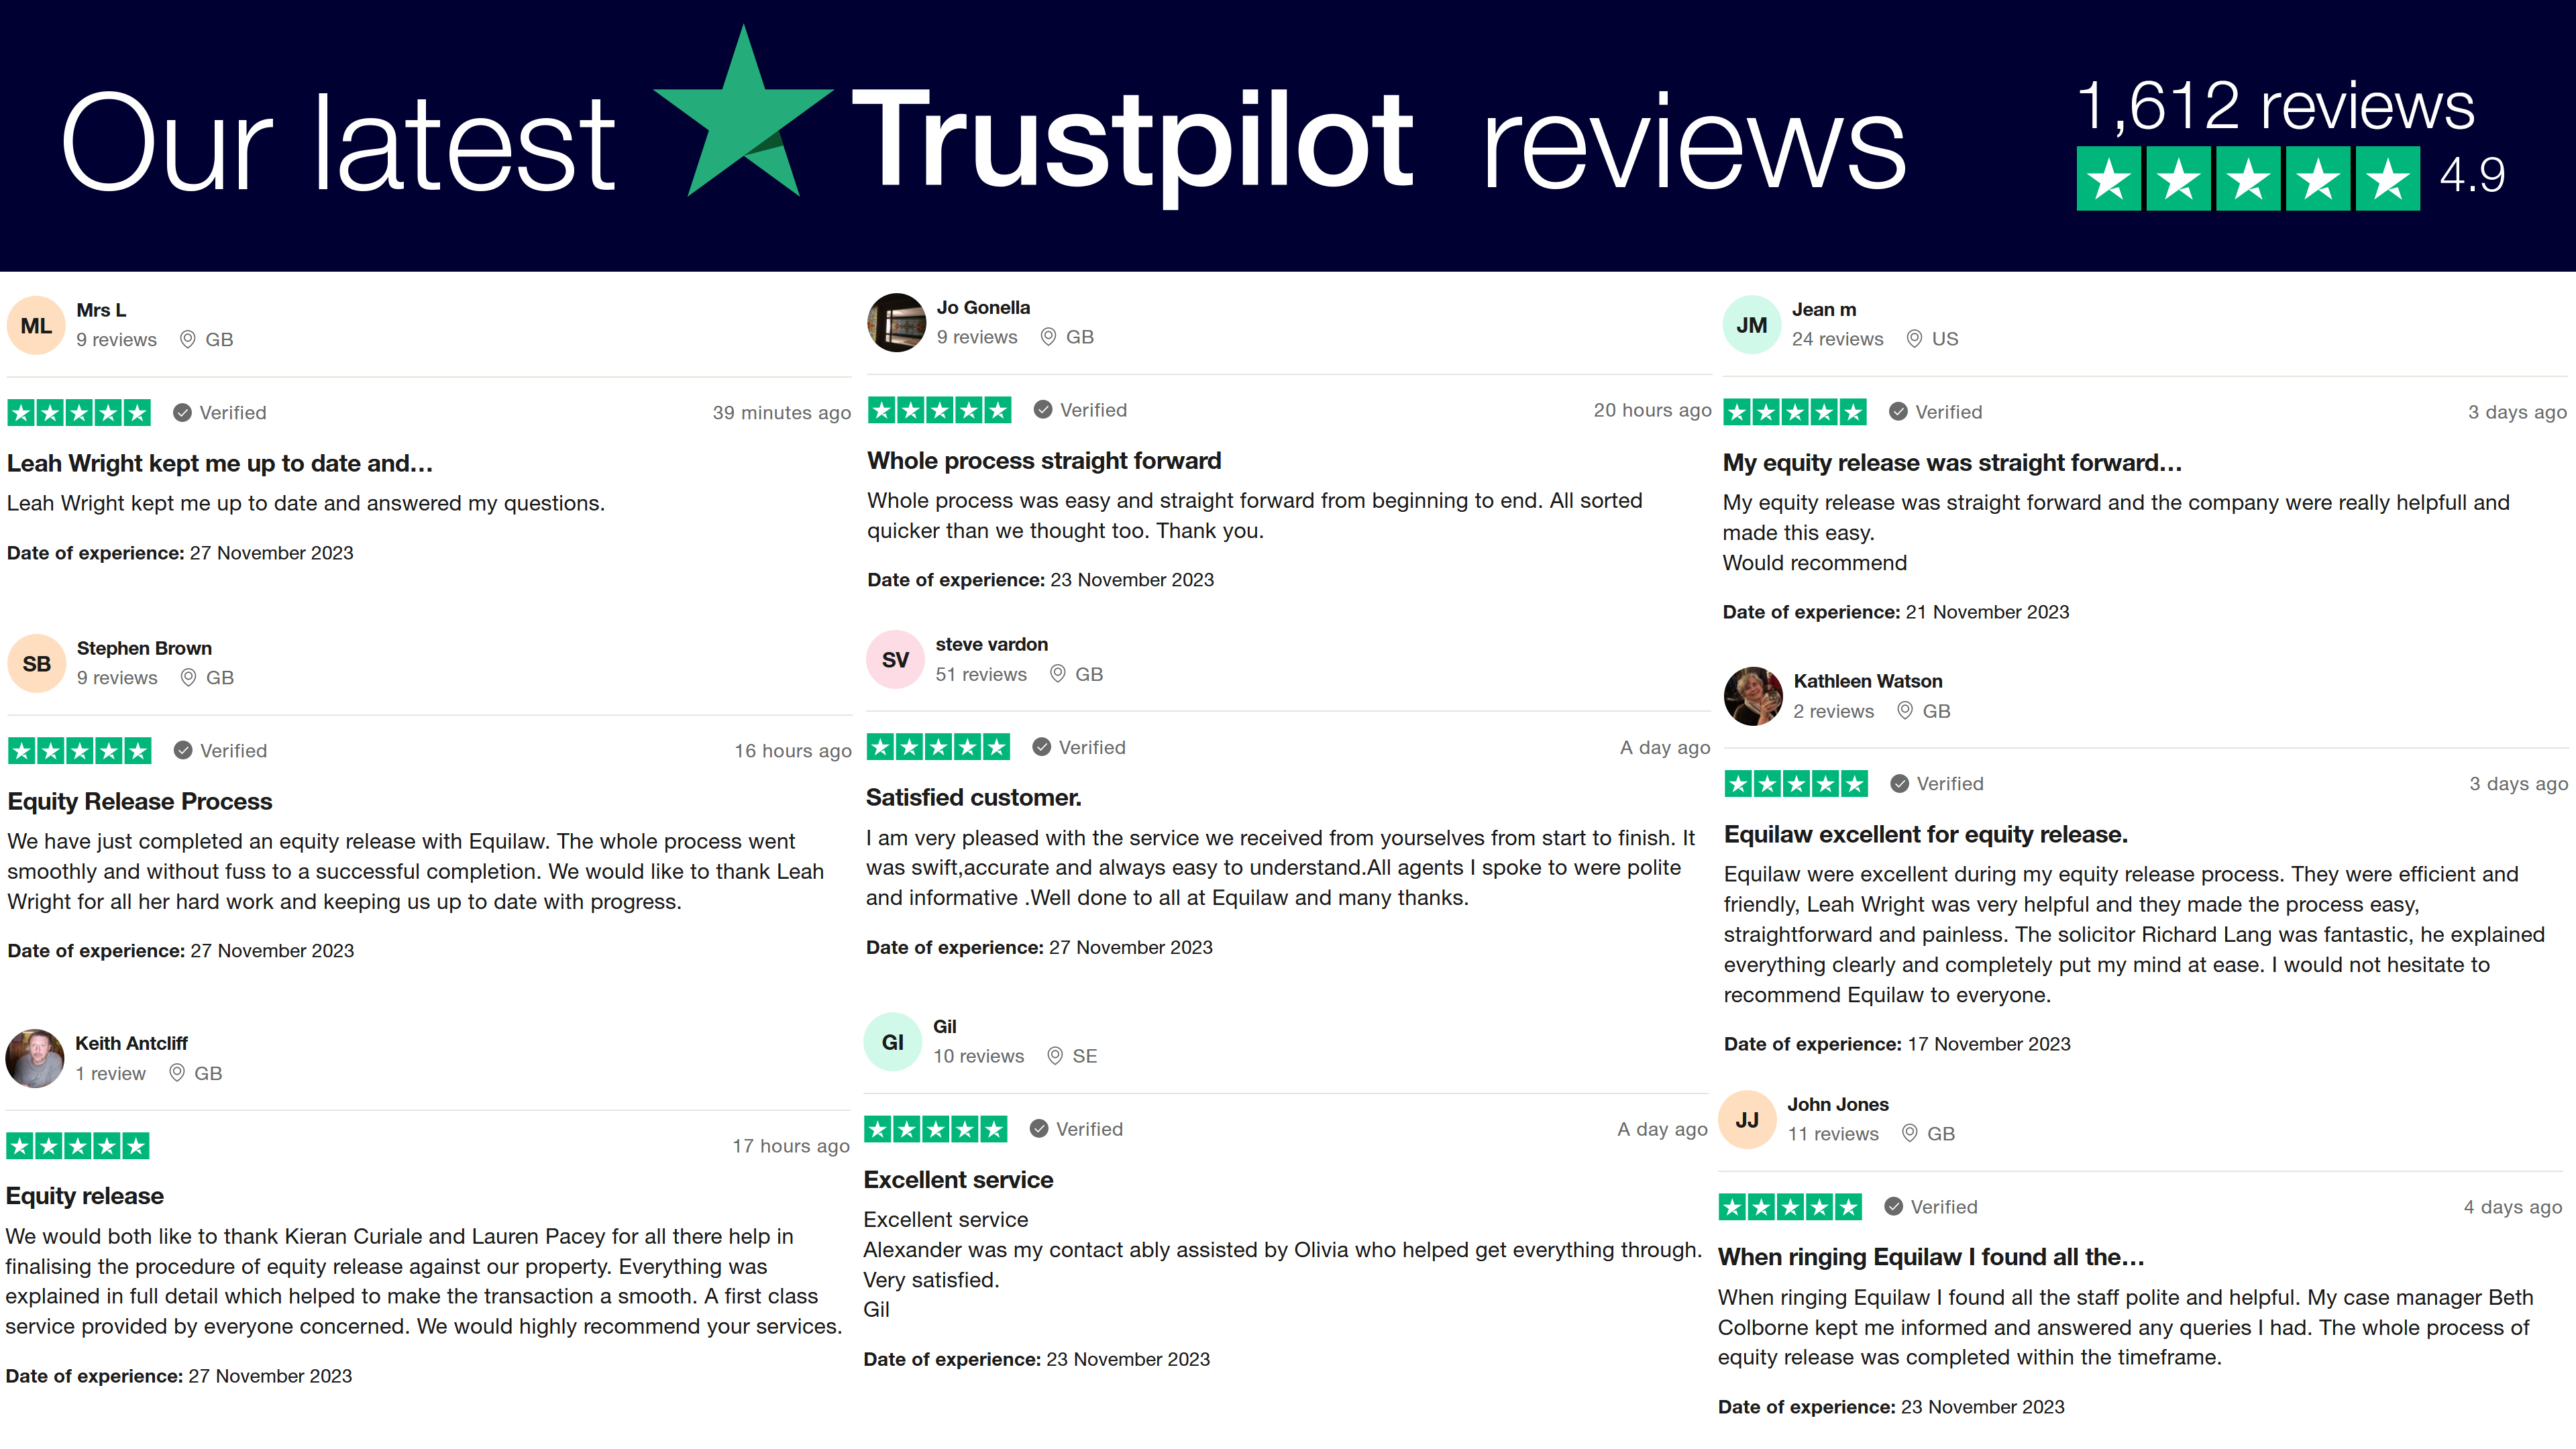 Our latest Trustpilot reviews
1,612 reviews
4.9
ML
Mrs L
9 reviews GB
Verified
39 minutes ago
Leah Wright kept me up to date and…
Leah Wright kept me up to date and answered my questions.
Date of experience: 27 November 2023
SB
Stephen Brown
9 reviews GB
Verified
16 hours ago
Equity Release Process
We have just completed an equity release with Equilaw. The whole process went
smoothly and without fuss to a successful completion. We would like to thank Leah
Wright for all her hard work and keeping us up to date with progress.
Date of experience: 27 November 2023
Keith Antcliff
1 review GB
17 hours ago
Equity release
We would both like to thank Kieran Curiale and Lauren Pacey for all there help in
finalising the procedure of equity release against our property. Everything was
explained in full detail which helped to make the transaction a smooth. A first class
service provided by everyone concerned. We would highly recommend your services.
Date of experience: 27 November 2023
Jo Gonella
9 reviews GB
Verified
20 hours ago
Whole process straight forward
Whole process was easy and straight forward from beginning to end. All sorted
quicker than we thought too. Thank you.
Date of experience: 23 November 2023
SV
steve vardon
51 reviews GB
Verified
A day ago
Satisfied customer.
I am very pleased with the service we received from yourselves from start to finish. It
was swift,accurate and always easy to understand.All agents I spoke to were polite
and informative .Well done to all at Equilaw and many thanks.
Date of experience: 27 November 2023
GI
Gil
10 reviews SE
Verified
A day ago
Excellent service
Excellent service
Alexander was my contact ably assisted by Olivia who helped get everything through.
Very satisfied.
Gil
Date of experience: 23 November 2023
JM
Jean m
24 reviews US
Verified
3 days ago
My equity release was straight forward…
My equity release was straight forward and the company were really helpfull and
made this easy.
Would recommend
Date of experience: 21 November 2023
Kathleen Watson
2 reviews GB
Verified
3 days ago
Equilaw excellent for equity release.
Equilaw were excellent during my equity release process. They were efficient and
friendly, Leah Wright was very helpful and they made the process easy,
straightforward and painless. The solicitor Richard Lang was fantastic, he explained
everything clearly and completely put my mind at ease. I would not hesitate to
recommend Equilaw to everyone.
Date of experience: 17 November 2023
JJ
John Jones
11 reviews GB
Verified
4 days ago
When ringing Equilaw I found all the…
When ringing Equilaw I found all the staff polite and helpful. My case manager Beth
Colborne kept me informed and answered any queries I had. The whole process of
equity release was completed within the timeframe.
Date of experience: 23 November 2023